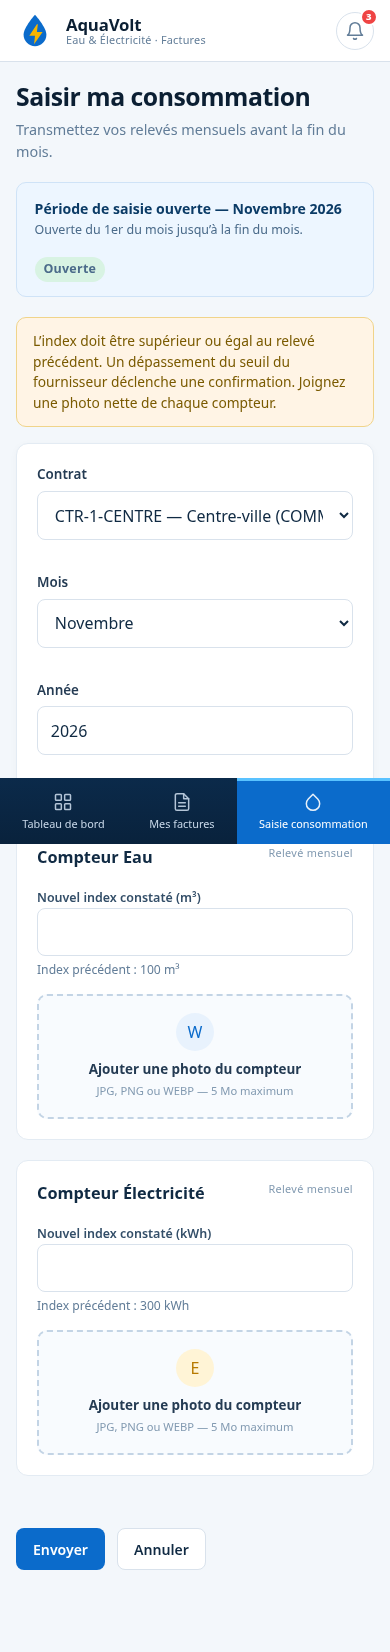 AquaVolt
Eau & Électricité · Factures
3
Saisir ma consommation
Transmettez vos relevés mensuels avant la fin du
mois.
Période de saisie ouverte — Novembre 2026
Ouverte du 1er du mois jusqu’à la fin du mois.
Ouverte
L’index doit être supérieur ou égal au relevé
précédent. Un dépassement du seuil du
fournisseur déclenche une confirmation. Joignez
une photo nette de chaque compteur.
Contrat
CTR-1-CENTRE — Centre-ville (COMM
Mois
Novembre
Année
2026
Tableau de bord
Mes factures
Saisie consommation
Compteur Eau
Relevé mensuel
Nouvel index constaté (m³)
Index précédent : 100 m³
W
Ajouter une photo du compteur
JPG, PNG ou WEBP — 5 Mo maximum
Compteur Électricité
Relevé mensuel
Nouvel index constaté (kWh)
Index précédent : 300 kWh
E
Ajouter une photo du compteur
JPG, PNG ou WEBP — 5 Mo maximum
Envoyer
Annuler